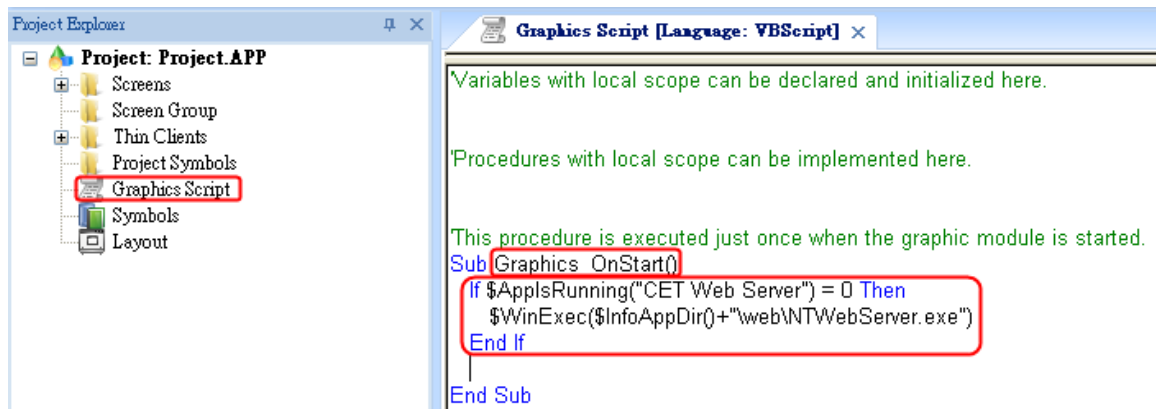 Project Explorer
Project: Project.APP
Screens
Screen Group
Thin Clients
Project Symbols
Graphics Script
Symbols
Layout
Graphics Script [Language: VBScript]
'Variables with local scope can be declared and initialized here.
'Procedures with local scope can be implemented here.
'This procedure is executed just once when the graphic module is started.
Sub Graphics_OnStart()
If $AppIsRunning("CET Web Server") = 0 Then
$WinExec($InfoAppDir()+"\web\NTWebServer.exe")
End If
End Sub